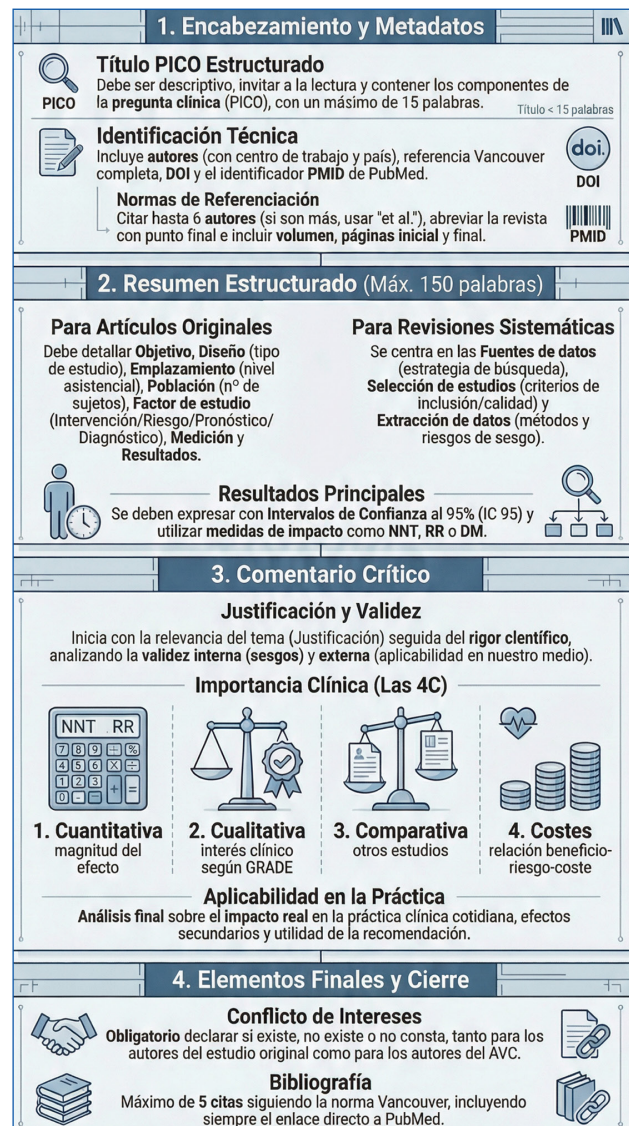 1. Encabezamiento y Metadatos
PICO
Título PICO Estructurado
Debe ser descriptivo, invitar a la lectura y contener los componentes de
la pregunta clínica (PICO), con un másimo de 15 palabras.
Título < 15 palabras
Identificación Técnica
Incluye autores (con centro de trabajo y país), referencia Vancouver
completa, DOI y el identificador PMID de PubMed.
doi.
DOI
Normas de Referenciación
Citar hasta 6 autores (si son más, usar "et al."), abreviar la revista
con punto final e incluir volumen, páginas inicial y final.
PMID
2. Resumen Estructurado (Máx. 150 palabras)
Para Artículos Originales
Debe detallar Objetivo, Diseño (tipo
de estudio), Emplazamiento (nivel
asistencial), Población (nº de
sujetos), Factor de estudio
(Intervención/Riesgo/Pronóstico/
Diagnóstico), Medición y
Resultados.
Para Revisiones Sistemáticas
Se centra en las Fuentes de datos
(estrategia de búsqueda),
Selección de estudios (criterios de
inclusión/calidad) y
Extracción de datos (métodos y
riesgos de sesgo).
Resultados Principales
Se deben expresar con Intervalos de Confianza al 95% (IC 95) y
utilizar medidas de impacto como NNT, RR o DM.
3. Comentario Crítico
Justificación y Validez
Inicia con la relevancia del tema (Justificación) seguida del rigor científico,
analizando la validez interna (sesgos) y externa (aplicabilidad en nuestro medio).
Importancia Clínica (Las 4C)
NNT RR
7 8 9 ÷ %
4 5 6 X ÷
1 2 3 + =
0 - -
1. Cuantitativa
magnitud del
efecto
2. Cualitativa
interés clínico
según GRADE
3. Comparativa
otros estudios
4. Costes
relación beneficio-
riesgo-coste
Aplicabilidad en la Práctica
Análisis final sobre el impacto real en la práctica clínica cotidiana, efectos
secundarios y utilidad de la recomendación.
4. Elementos Finales y Cierre
Conflicto de Intereses
Obligatorio declarar si existe, no existe o no consta, tanto para los
autores del estudio original como para los autores del AVC.
Bibliografía
Máximo de 5 citas siguiendo la norma Vancouver, incluyendo
siempre el enlace directo a PubMed.